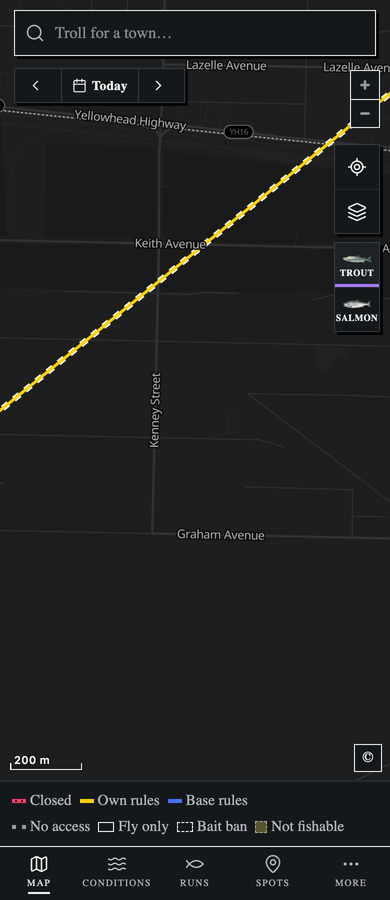 Troll for a town…
Lazelle Avenue
Lazelle Aven
Today
Yellowhead Highway
YH16
Keith Avenue
A
TROUT
SALMON
Kenney Street
Graham Avenue
200 m
©
Closed Own rules Base rules
No access Fly only Bait ban Not fishable
MAP CONDITIONS RUNS SPOTS MORE